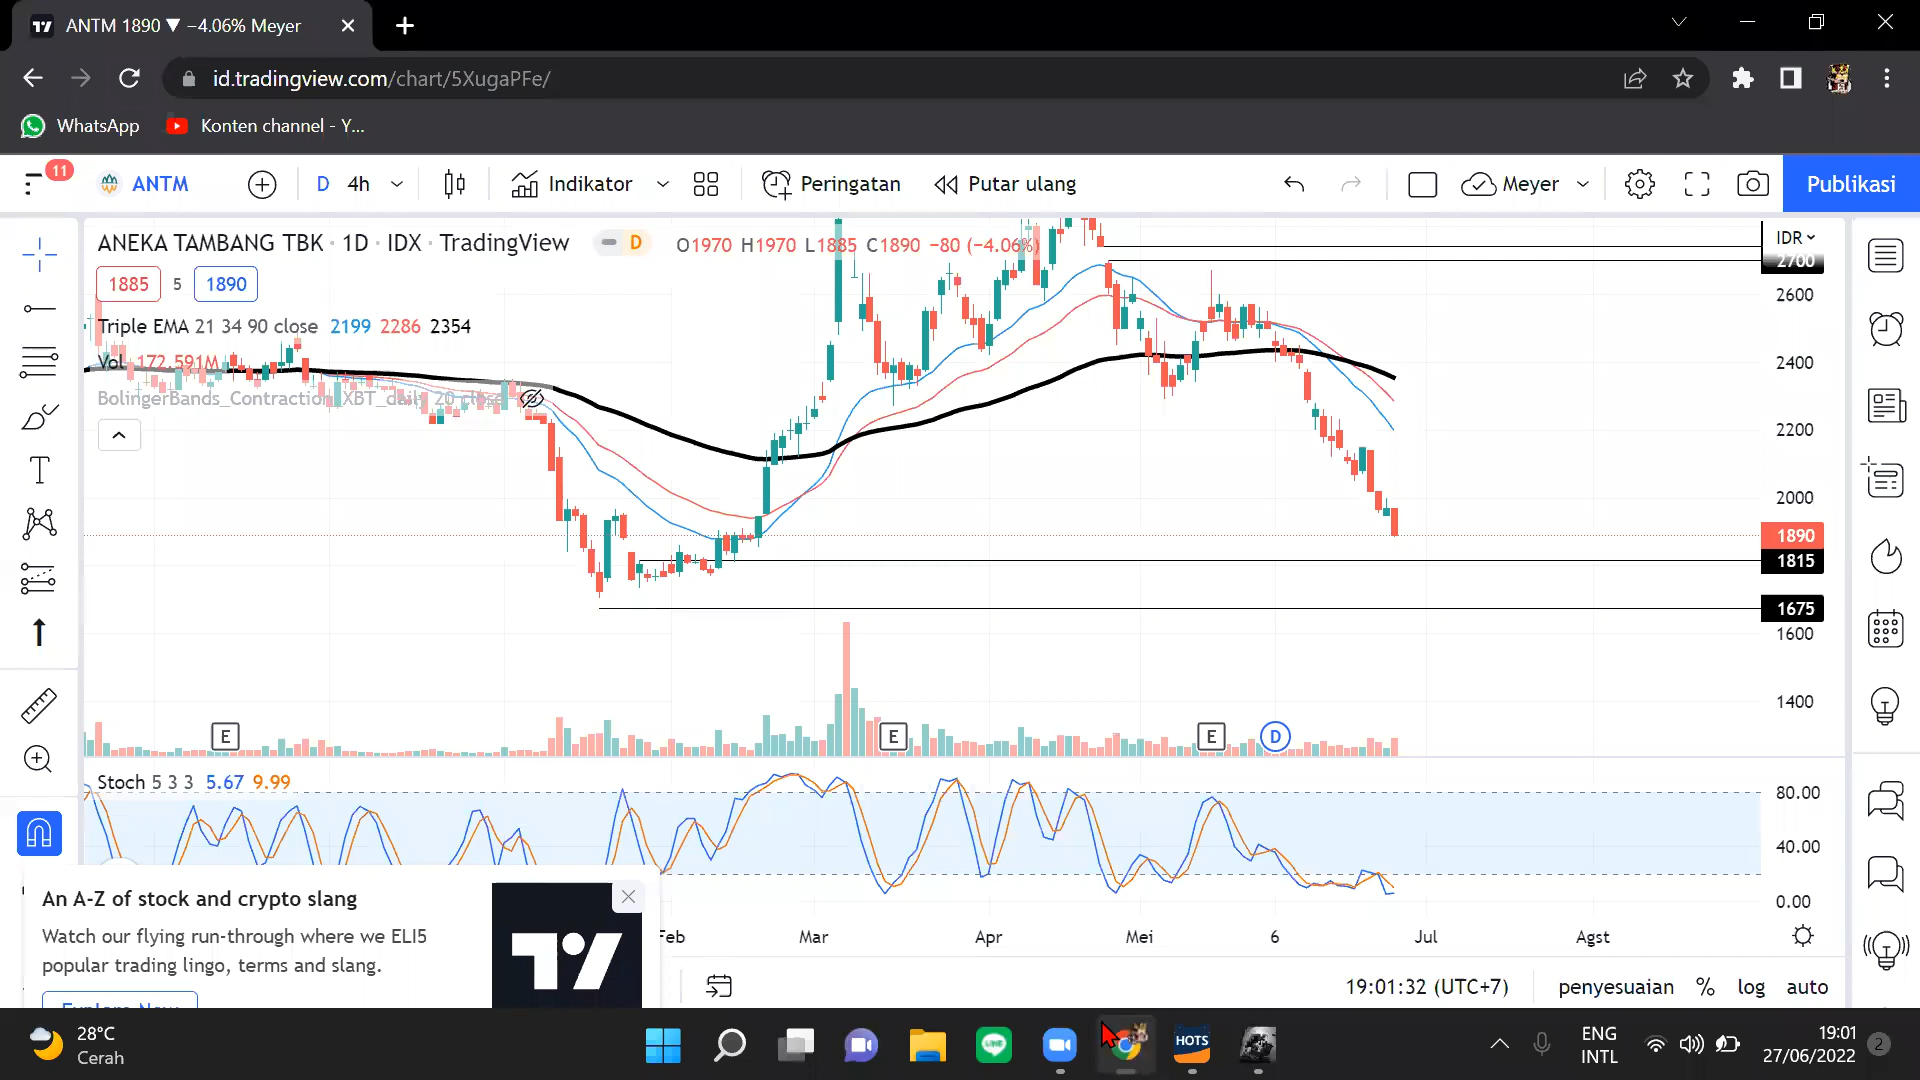 ANTM 1890 ▼ −4.06% Meyer
id.tradingview.com/chart/5XugaPFe/
WhatsApp
Konten channel - Y...
11
ANTM
D
4h
Indikator
Peringatan
Putar ulang
Meyer
Publikasi
ANEKA TAMBANG TBK · 1D · IDX · TradingView
D
O1970 H1970 L1885 C1890 −80 (−4.06%)
IDR
1885
5
1890
Triple EMA 21 34 90 close 2199 2286 2354
Vol 172.591M
BolingerBands_Contraction_XBT_daily 20 close
2700
2600
2400
2200
2000
1890
1815
1675
1600
1400
E
E
E
D
Stoch 5 3 3 5.67 9.99
80.00
40.00
0.00
Feb
Mar
Apr
Mei
6
Jul
Agst
An A-Z of stock and crypto slang
Watch our flying run-through where we ELI5
popular trading lingo, terms and slang.
Explore Now
19:01:32 (UTC+7)
penyesuaian
%
log
auto
28°C
Cerah
LINE
HOTS
ENG
INTL
19:01
27/06/2022
2